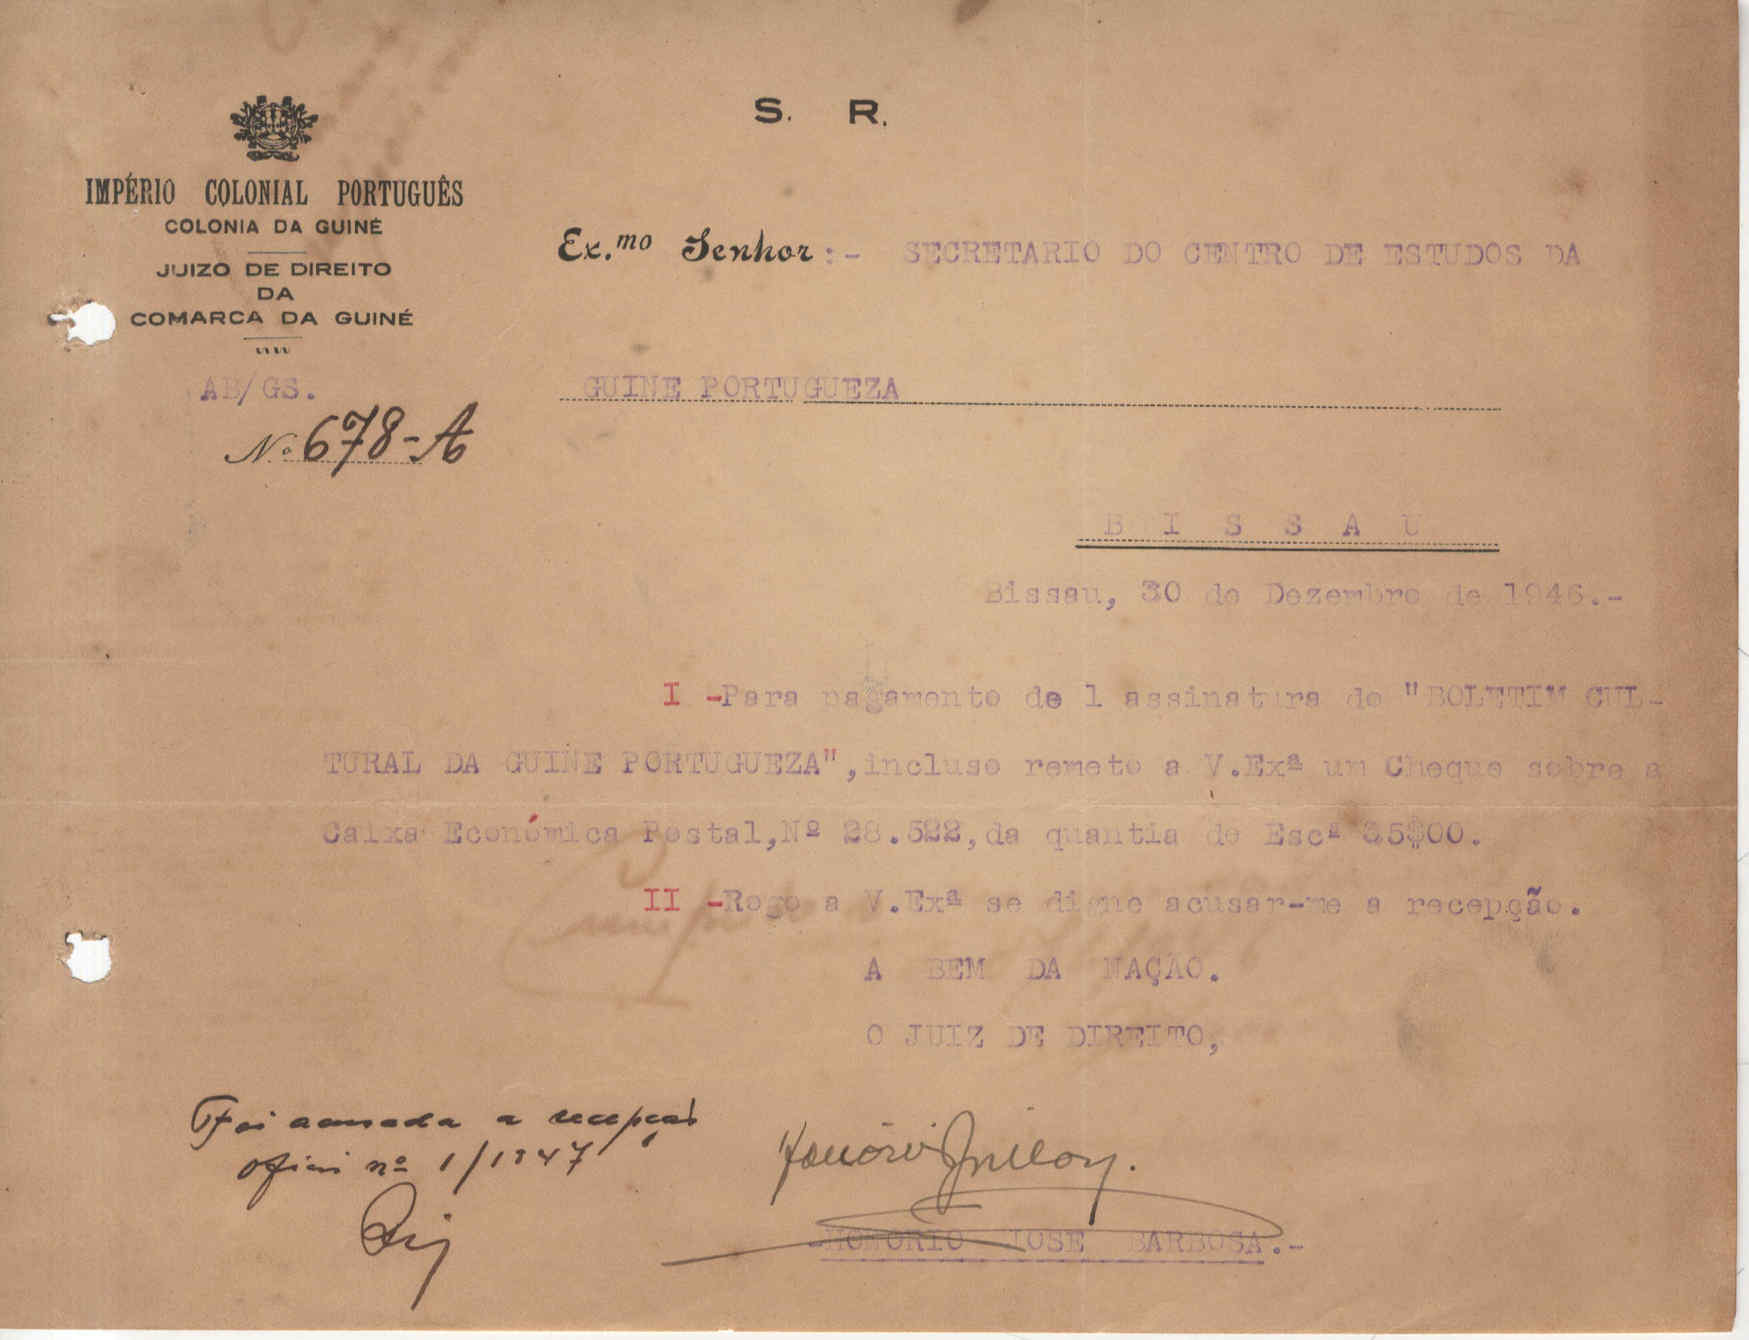 S. R.
IMPÉRIO COLONIAL PORTUGUÊS
COLONIA DA GUINÉ
JUIZO DE DIREITO
DA
COMARCA DA GUINÉ
AB/GS.
Nº 678-A
Ex.mo Senhor:- SECRETARIO DO CENTRO DE ESTUDOS DA
GUINE PORTUGUEZA
B I S S A U
Bissau, 30 de Dezembro de 1946.-
I -Para pagamento de 1 assinatura do "BOLETIM CUL-
TURAL DA GUINE PORTUGUEZA", incluso remeto a V.Exª um Cheque sobre a
Caixa Económica Postal, Nº 28.522, da quantia de Escª 35$00.
II -Rogo a V.Exª se digne acusar-me a recepção.
A BEM DA NAÇÃO.
O JUIZ DE DIREITO,
Foi acusada a recepção
ofício nº 1/1947
-HONORIO JOSE BARBOSA.-